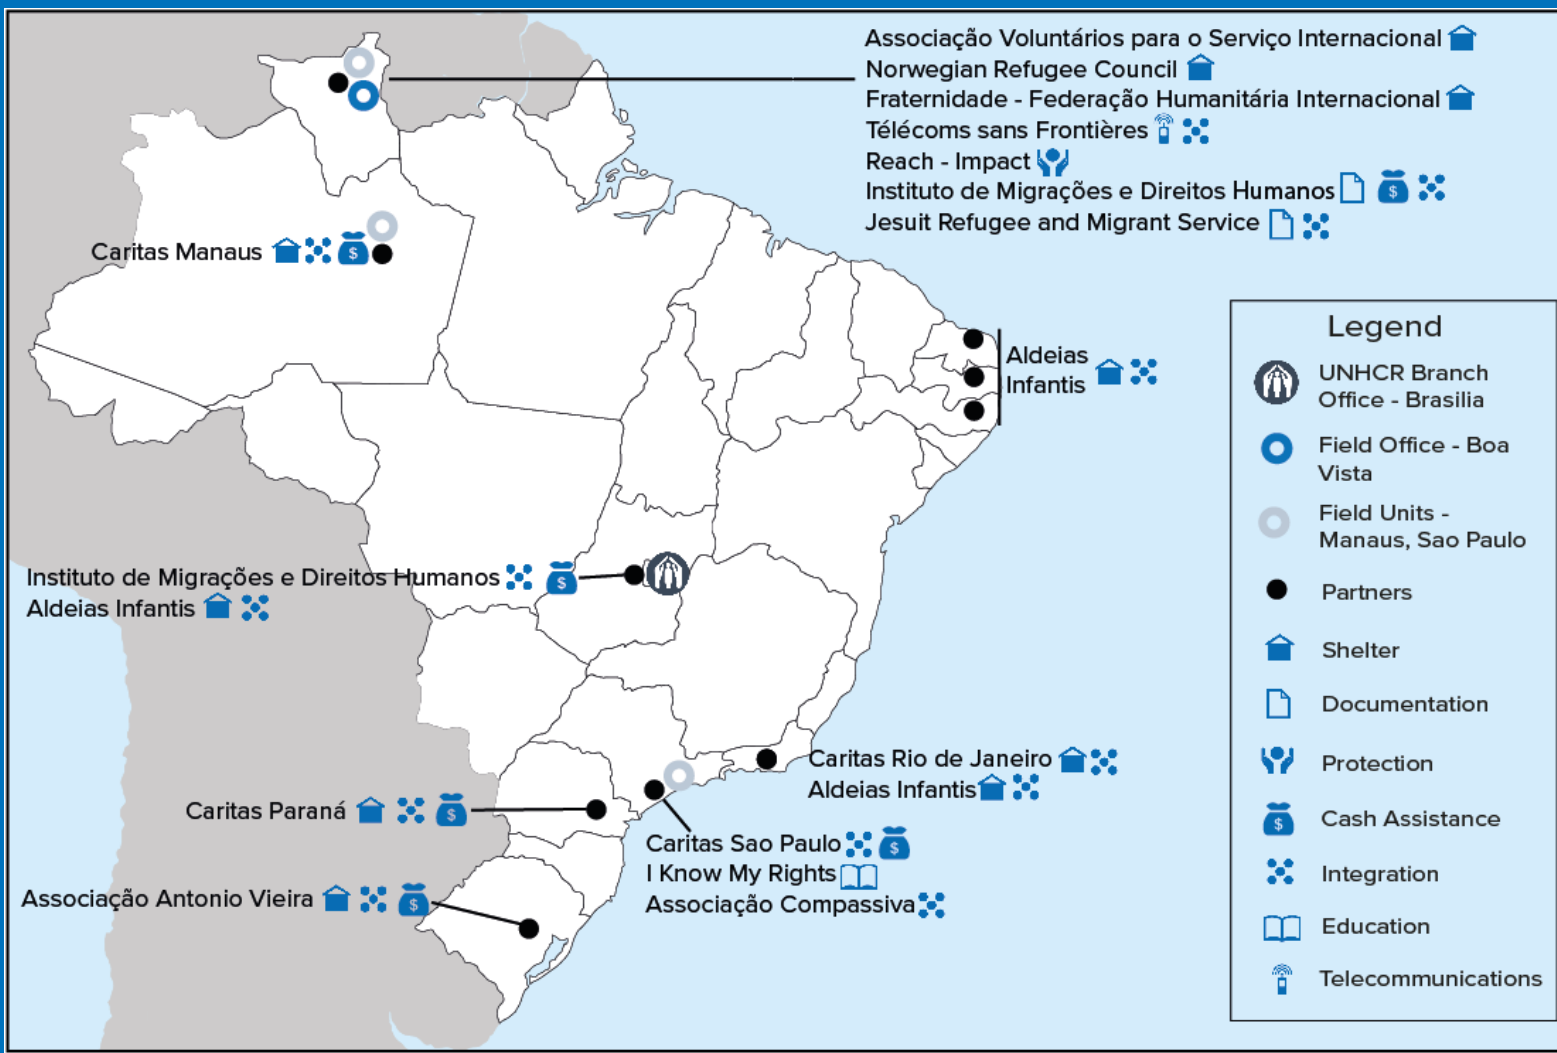 Associação Voluntários para o Serviço Internacional
Norwegian Refugee Council
Fraternidade - Federação Humanitária Internacional
Télécoms sans Frontières
Reach - Impact
Instituto de Migrações e Direitos Humanos
Jesuit Refugee and Migrant Service
Caritas Manaus
Aldeias
Infantis
Instituto de Migrações e Direitos Humanos
Aldeias Infantis
Caritas Rio de Janeiro
Aldeias Infantis
Caritas Paraná
Caritas Sao Paulo
I Know My Rights
Associação Compassiva
Associação Antonio Vieira
Legend
UNHCR Branch
Office - Brasilia
Field Office - Boa
Vista
Field Units -
Manaus, Sao Paulo
Partners
Shelter
Documentation
Protection
Cash Assistance
Integration
Education
Telecommunications